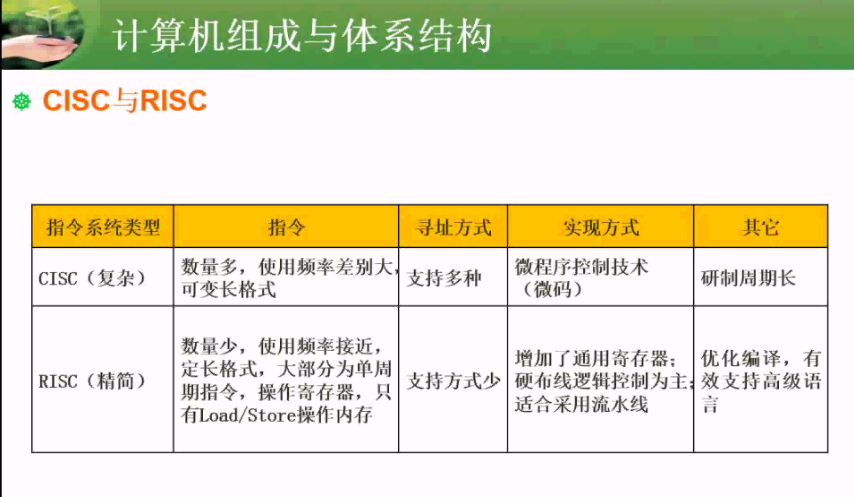 计算机组成与体系结构
CISC与RISC
指令系统类型 指令 寻址方式 实现方式 其它
CISC（复杂）
数量多，使用频率差别大，
可变长格式
支持多种
微程序控制技术
（微码）
研制周期长
RISC（精简）
数量少，使用频率接近，
定长格式，大部分为单周
期指令，操作寄存器，只
有Load/Store操作内存
支持方式少
增加了通用寄存器；
硬布线逻辑控制为主；
适合采用流水线
优化编译，有
效支持高级语
言